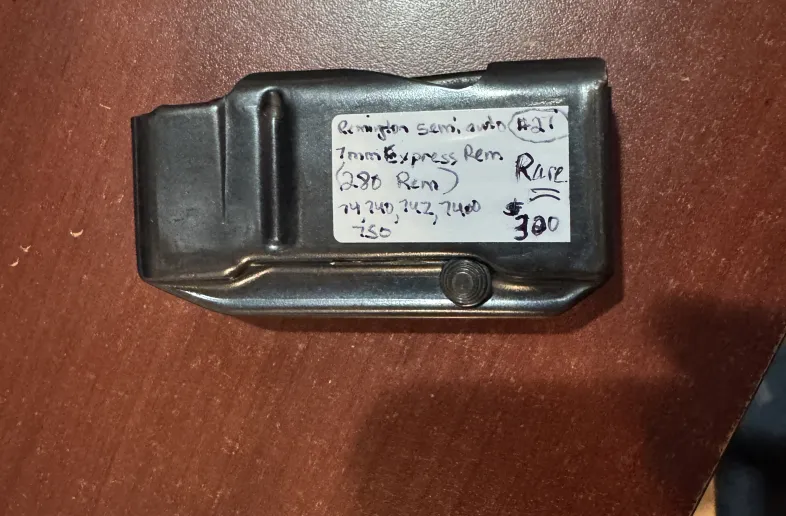 Remington semi auto #27
7mm Express Rem
(280 Rem) Rare
74, 740, 742, 7400 $300
750